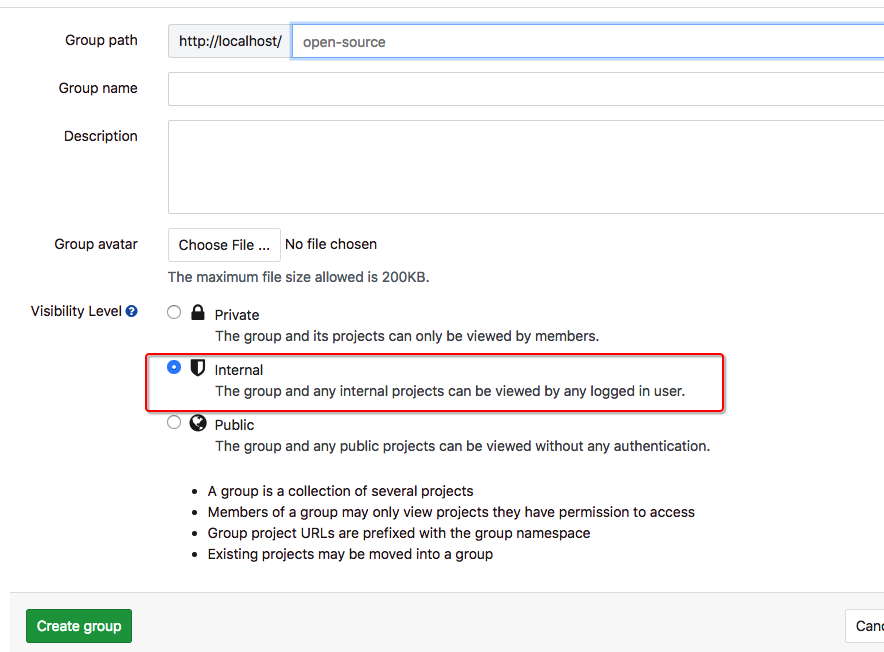 Group path http://localhost/ open-source
Group name
Description
Group avatar Choose File ... No file chosen
The maximum file size allowed is 200KB.
Visibility Level ? Private
The group and its projects can only be viewed by members.
Internal
The group and any internal projects can be viewed by any logged in user.
Public
The group and any public projects can be viewed without any authentication.
• A group is a collection of several projects
• Members of a group may only view projects they have permission to access
• Group project URLs are prefixed with the group namespace
• Existing projects may be moved into a group
Create group Canc